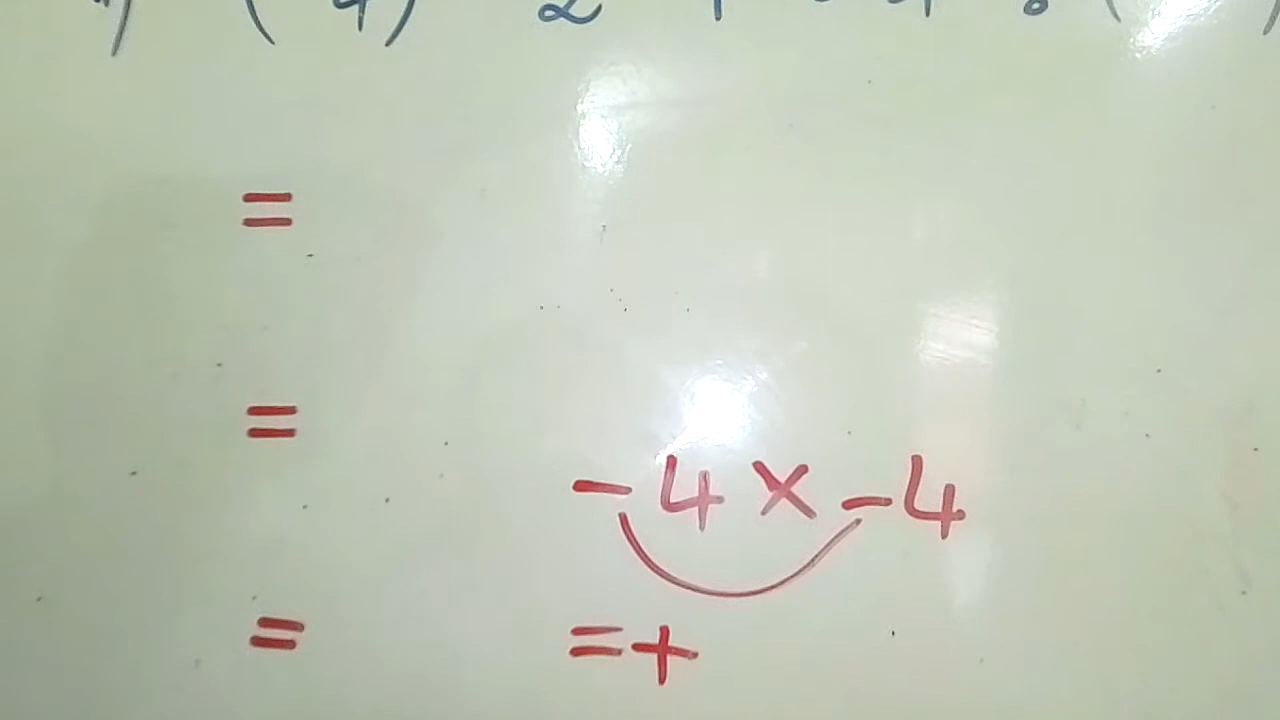 =
=
- 4 × - 4
= = +